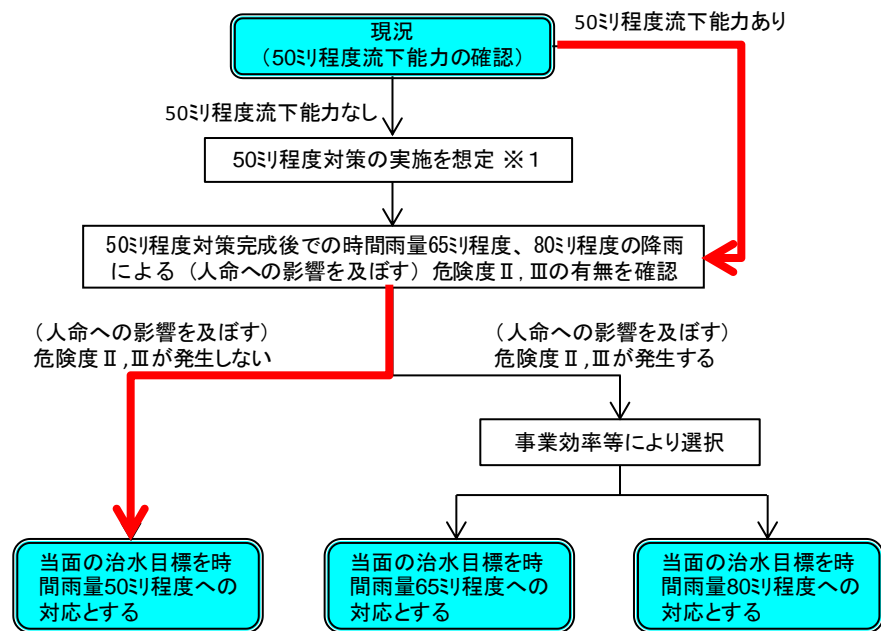 現況
(50ﾐﾘ程度流下能力の確認)
50ﾐﾘ程度流下能力あり
50ﾐﾘ程度流下能力なし
50ﾐﾘ程度対策の実施を想定 ※１
50ﾐﾘ程度対策完成後での時間雨量65ﾐﾘ程度、80ﾐﾘ程度の降雨
による（人命への影響を及ぼす）危険度Ⅱ,Ⅲの有無を確認
（人命への影響を及ぼす）
危険度Ⅱ,Ⅲが発生しない
（人命への影響を及ぼす）
危険度Ⅱ,Ⅲが発生する
事業効率等により選択
当面の治水目標を時
間雨量50ﾐﾘ程度への
対応とする
当面の治水目標を時
間雨量65ﾐﾘ程度への
対応とする
当面の治水目標を時
間雨量80ﾐﾘ程度への
対応とする